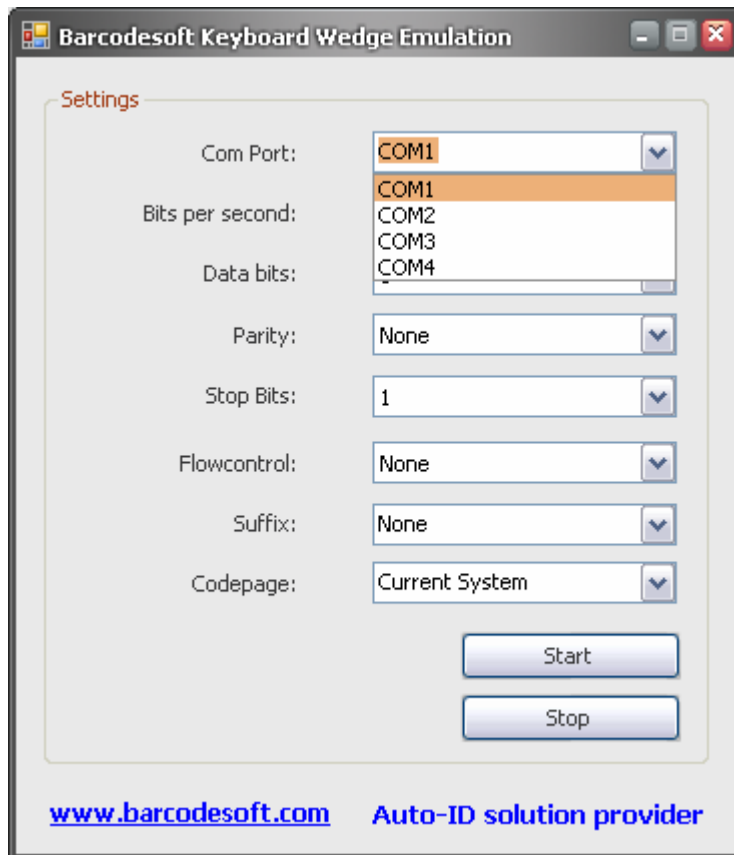 Barcodesoft Keyboard Wedge Emulation
Settings
Com Port: COM1
COM1
Bits per second:
COM2
COM3
Data bits:
COM4
Parity: None
Stop Bits: 1
Flowcontrol: None
Suffix: None
Codepage: Current System
Start
Stop
www.barcodesoft.com Auto-ID solution provider